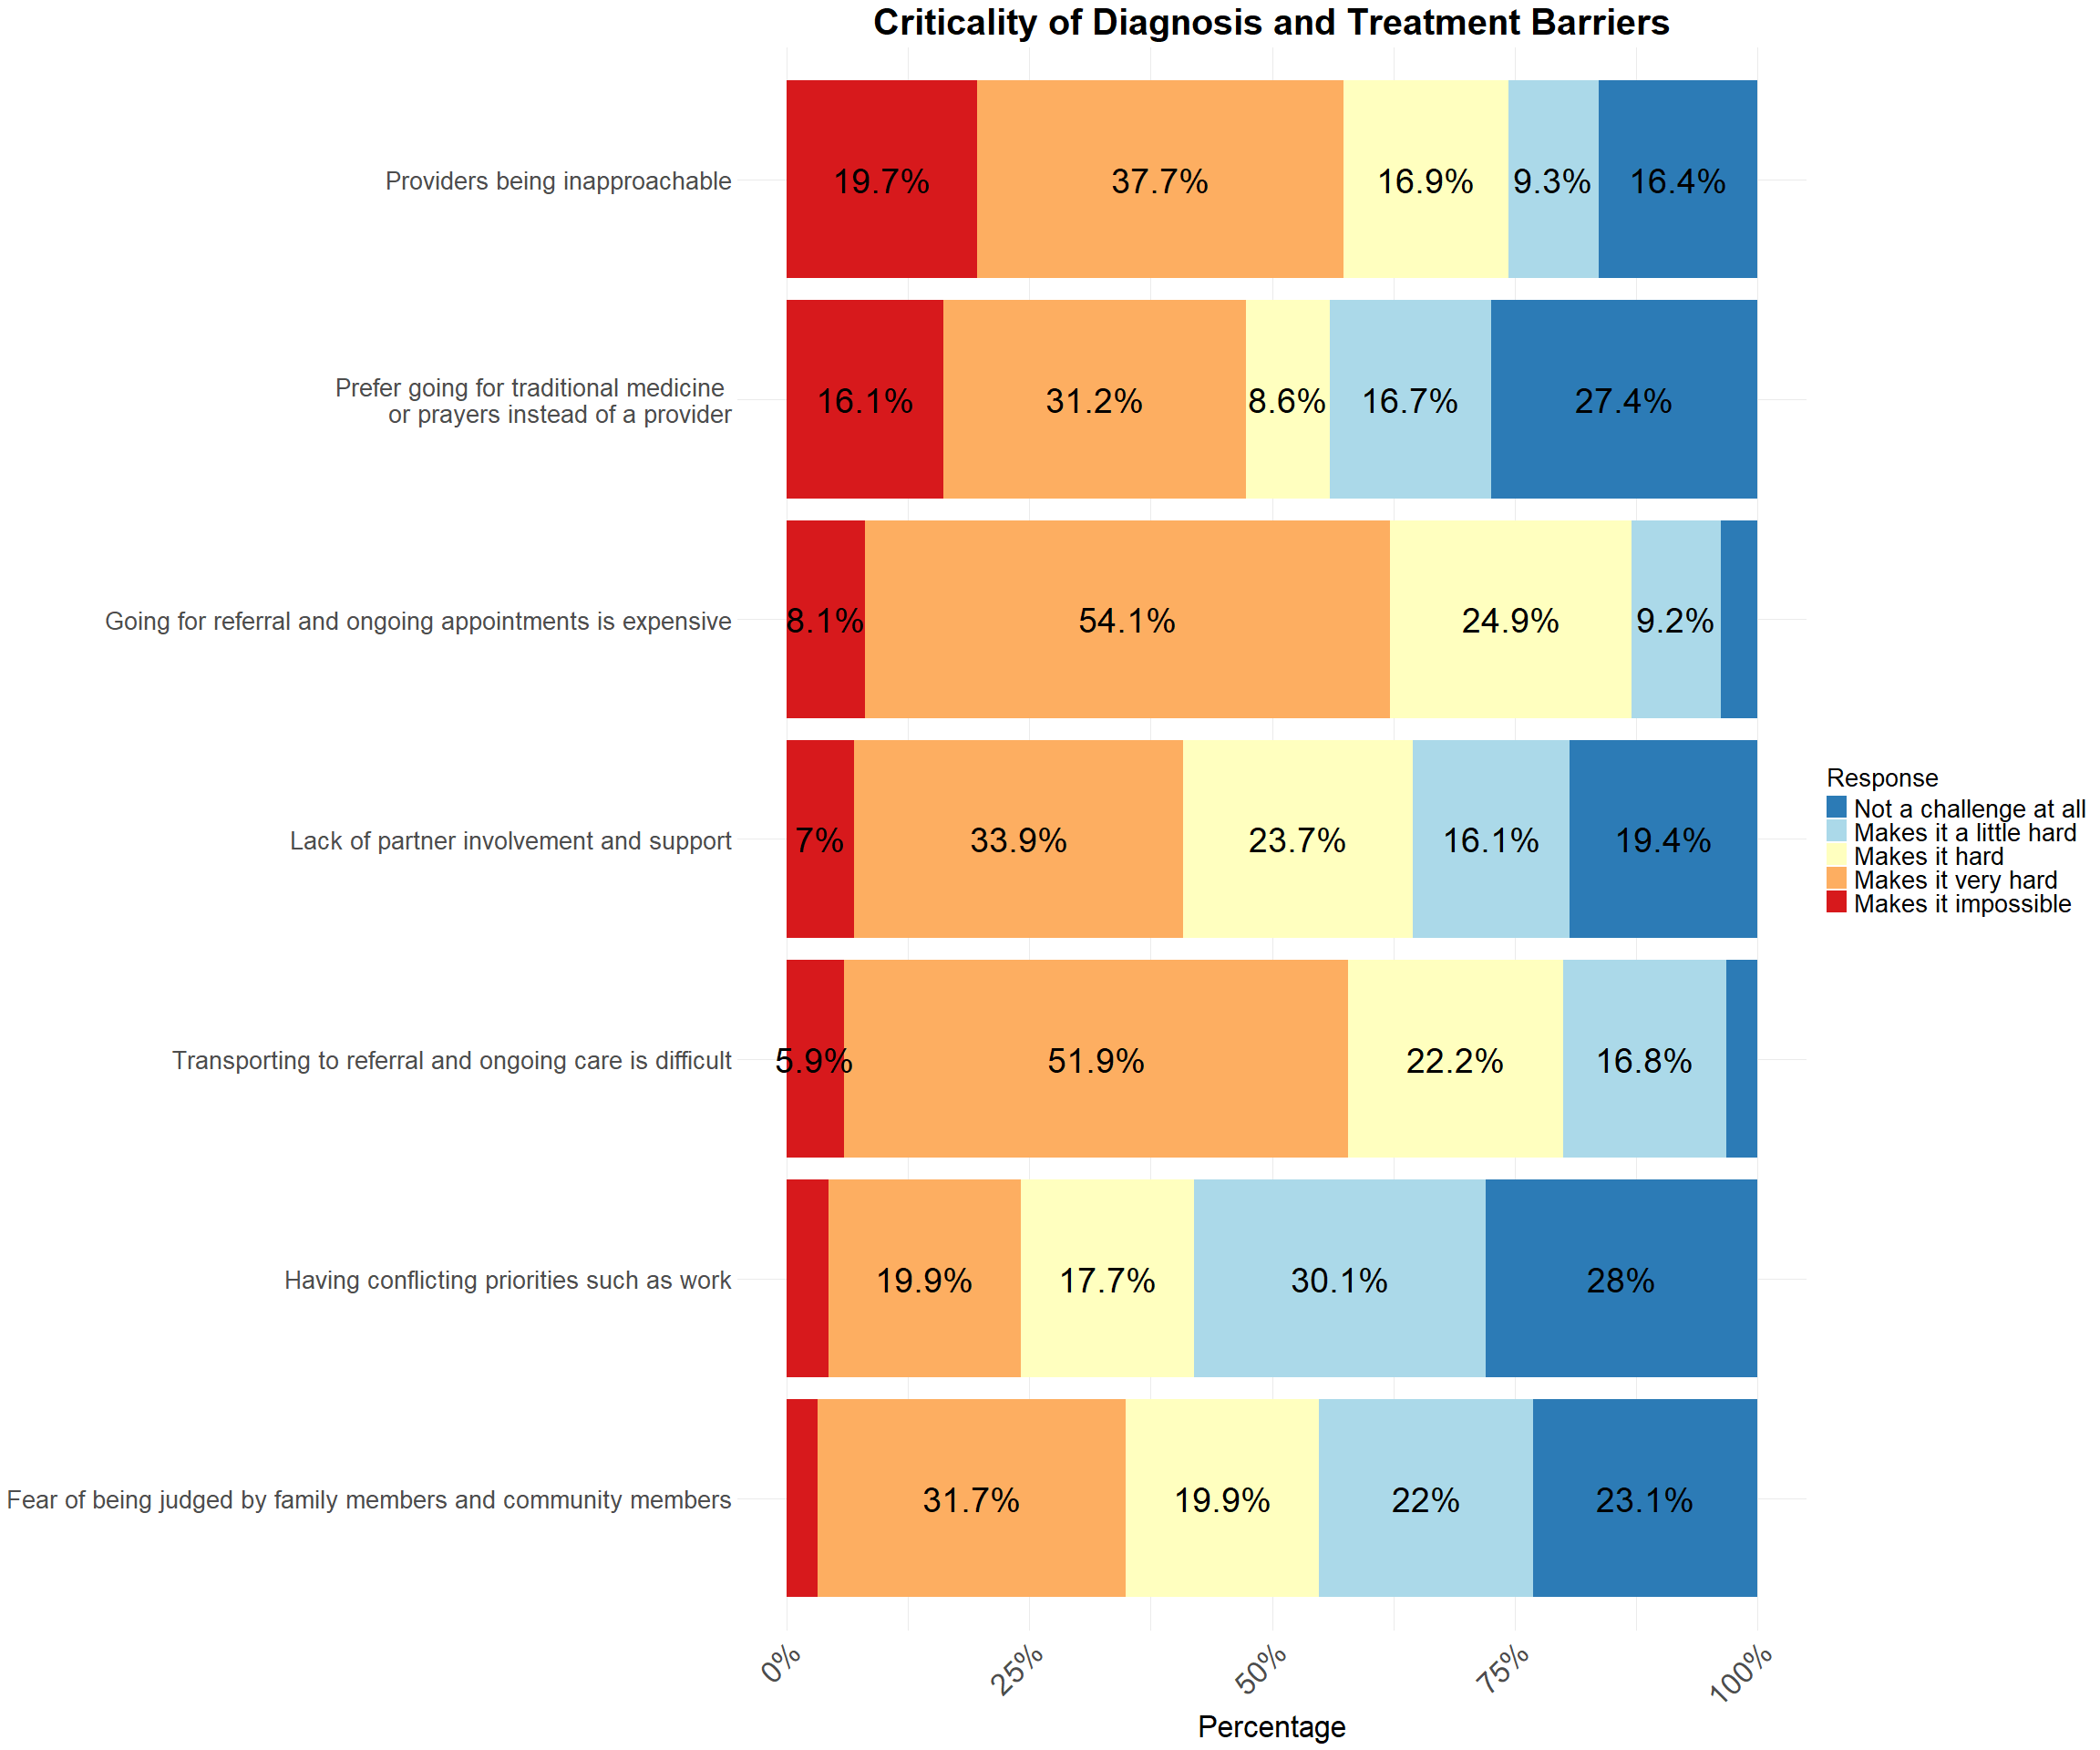 Criticality of Diagnosis and Treatment Barriers
Providers being inapproachable
19.7% 37.7% 16.9% 9.3% 16.4%
Prefer going for traditional medicine
or prayers instead of a provider
16.1% 31.2% 8.6% 16.7% 27.4%
Going for referral and ongoing appointments is expensive
8.1% 54.1% 24.9% 9.2%
Lack of partner involvement and support
7% 33.9% 23.7% 16.1% 19.4%
Transporting to referral and ongoing care is difficult
5.9% 51.9% 22.2% 16.8%
Having conflicting priorities such as work
19.9% 17.7% 30.1% 28%
Fear of being judged by family members and community members
31.7% 19.9% 22% 23.1%
0% 25% 50% 75% 100%
Percentage
Response
Not a challenge at all
Makes it a little hard
Makes it hard
Makes it very hard
Makes it impossible